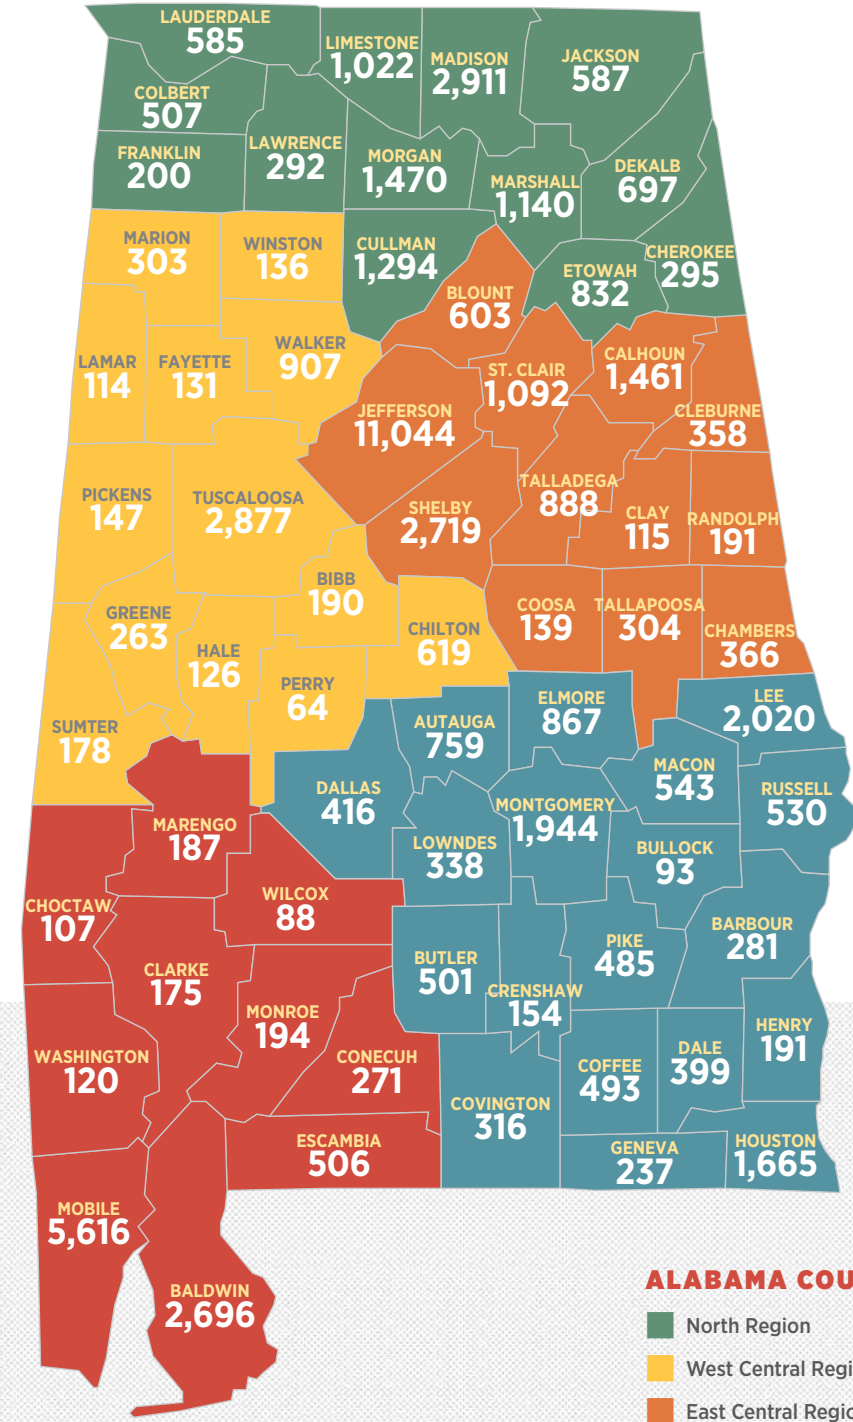 LAUDERDALE
585
LIMESTONE
1,022
MADISON
2,911
JACKSON
587
COLBERT
507
FRANKLIN
200
LAWRENCE
292
MORGAN
1,470
MARSHALL
1,140
DEKALB
697
MARION
303
WINSTON
136
CULLMAN
1,294
BLOUNT
603
ETOWAH
832
CHEROKEE
295
LAMAR
114
FAYETTE
131
WALKER
907
JEFFERSON
11,044
ST. CLAIR
1,092
CALHOUN
1,461
CLEBURNE
358
PICKENS
147
TUSCALOOSA
2,877
SHELBY
2,719
TALLADEGA
888
CLAY
115
RANDOLPH
191
GREENE
263
HALE
126
BIBB
190
CHILTON
619
COOSA
139
TALLAPOOSA
304
CHAMBERS
366
SUMTER
178
PERRY
64
AUTAUGA
759
ELMORE
867
LEE
2,020
DALLAS
416
MACON
543
RUSSELL
530
MARENGO
187
LOWNDES
338
MONTGOMERY
1,944
BULLOCK
93
CHOCTAW
107
WILCOX
88
BARBOUR
281
CLARKE
175
BUTLER
501
CRENSHAW
154
PIKE
485
MONROE
194
HENRY
191
WASHINGTON
120
CONECUH
271
COFFEE
493
DALE
399
COVINGTON
316
ESCAMBIA
506
GENEVA
237
HOUSTON
1,665
MOBILE
5,616
BALDWIN
2,696
ALABAMA COU
North Region
West Central Regi
East Central Regio